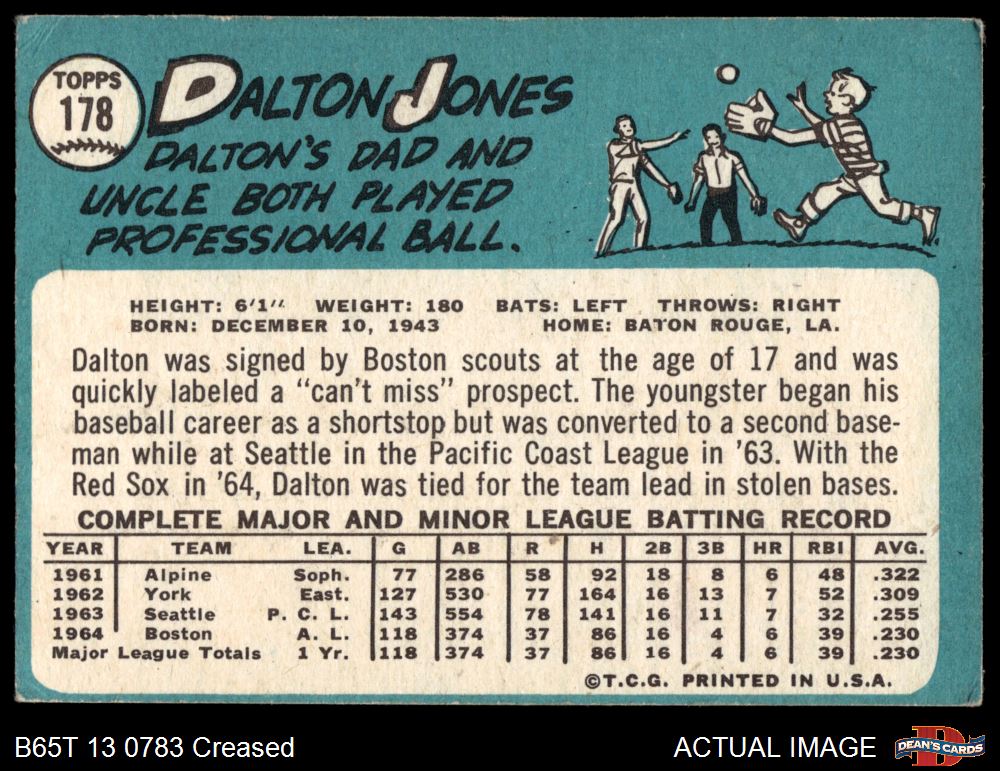 TOPPS
178
DALTON JONES
DALTON'S DAD AND
UNCLE BOTH PLAYED
PROFESSIONAL BALL.
HEIGHT: 6'1" WEIGHT: 180 BATS: LEFT THROWS: RIGHT
BORN: DECEMBER 10, 1943 HOME: BATON ROUGE, LA.
Dalton was signed by Boston scouts at the age of 17 and was
quickly labeled a "can't miss" prospect. The youngster began his
baseball career as a shortstop but was converted to a second base-
man while at Seattle in the Pacific Coast League in '63. With the
Red Sox in '64, Dalton was tied for the team lead in stolen bases.
COMPLETE MAJOR AND MINOR LEAGUE BATTING RECORD
YEAR TEAM LEA. G AB R H 2B 3B HR RBI AVG.
1961 Alpine Soph. 77 286 58 92 18 8 6 48 .322
1962 York East. 127 530 77 164 16 13 7 52 .309
1963 Seattle P. C. L. 143 554 78 141 16 11 7 32 .255
1964 Boston A. L. 118 374 37 86 16 4 6 39 .230
Major League Totals 1 Yr. 118 374 37 86 16 4 6 39 .230
©T.C.G. PRINTED IN U.S.A.
B65T 13 0783 Creased
ACTUAL IMAGE
DEAN'S CARDS